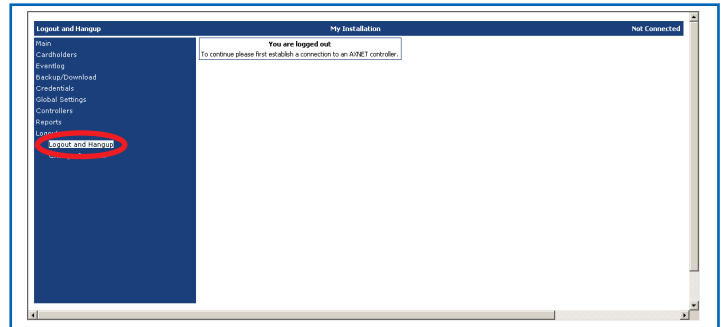 Logout and Hangup My Installation Not Connected
Main
Cardholders
Eventlog
Backup/Download
Credentials
Global Settings
Controllers
Reports
Logout
Logout and Hangup
You are logged out
To continue please first establish a connection to an AXNET controller.